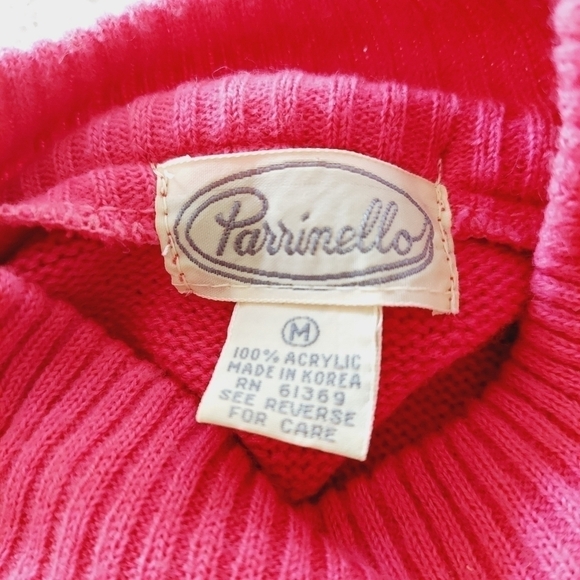 Parrinello
M
100% ACRYLIC
MADE IN KOREA
RN 61369
SEE REVERSE
FOR CARE